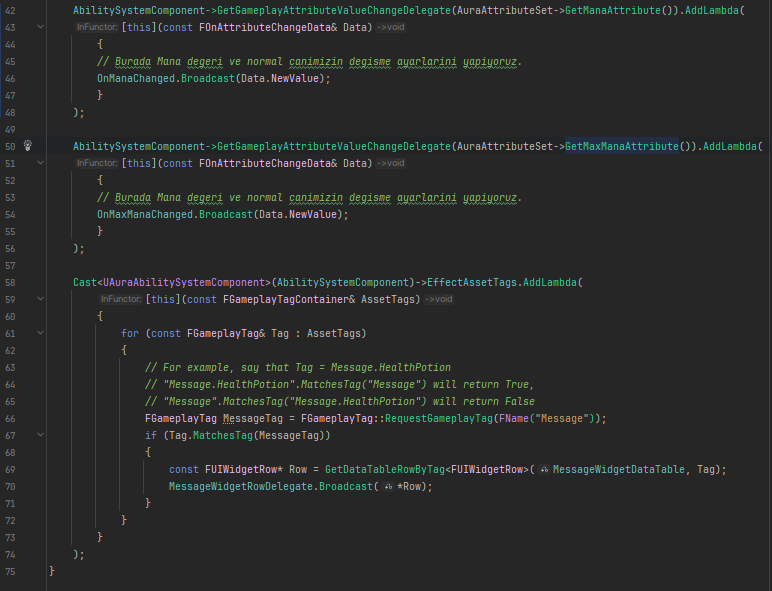 42 AbilitySystemComponent->GetGameplayAttributeValueChangeDelegate(AuraAttributeSet->GetManaAttribute()).AddLambda(
43 InFunctor: [this](const FOnAttributeChangeData& Data) ->void
44 {
45 // Burada Mana degeri ve normal canimizin degisme ayarlarini yapiyoruz.
46 OnManaChanged.Broadcast(Data.NewValue);
47 }
48 );
49
50 AbilitySystemComponent->GetGameplayAttributeValueChangeDelegate(AuraAttributeSet->GetMaxManaAttribute()).AddLambda(
51 InFunctor: [this](const FOnAttributeChangeData& Data) ->void
52 {
53 // Burada Mana degeri ve normal canimizin degisme ayarlarini yapiyoruz.
54 OnMaxManaChanged.Broadcast(Data.NewValue);
55 }
56 );
57
58 Cast<UAuraAbilitySystemComponent>(AbilitySystemComponent)->EffectAssetTags.AddLambda(
59 InFunctor: [this](const FGameplayTagContainer& AssetTags) ->void
60 {
61 for (const FGameplayTag& Tag : AssetTags)
62 {
63 // For example, say that Tag = Message.HealthPotion
64 // "Message.HealthPotion".MatchesTag("Message") will return True,
65 // "Message".MatchesTag("Message.HealthPotion") will return False
66 FGameplayTag MessageTag = FGameplayTag::RequestGameplayTag(FName("Message"));
67 if (Tag.MatchesTag(MessageTag))
68 {
69 const FUIWidgetRow* Row = GetDataTableRowByTag<FUIWidgetRow>(MessageWidgetDataTable, Tag);
70 MessageWidgetRowDelegate.Broadcast(*Row);
71 }
72 }
73 }
74 );
75 }